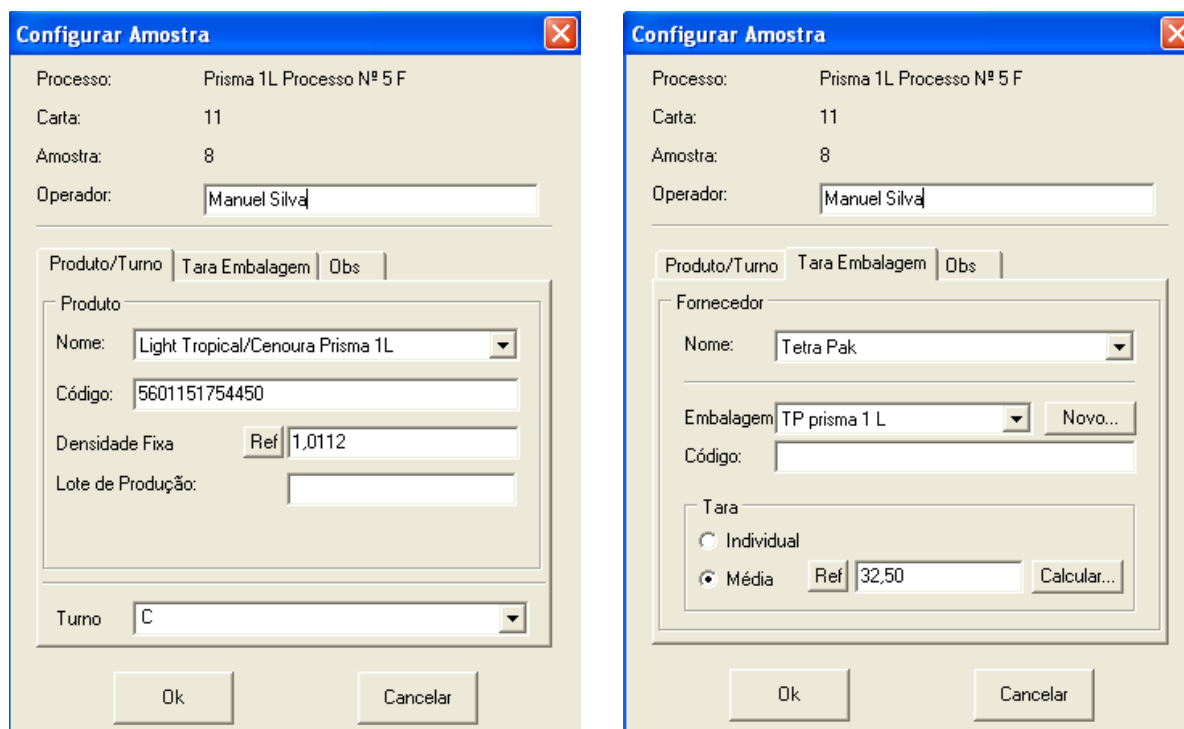 Configurar Amostra
Processo: Prisma 1L Processo Nº 5 F
Carta: 11
Amostra: 8
Operador: Manuel Silva
Produto/Turno Tara Embalagem Obs
Produto
Nome: Light Tropical/Cenoura Prisma 1L
Código: 5601151754450
Densidade Fixa Ref 1,0112
Lote de Produção:
Turno C
Ok Cancelar
Configurar Amostra
Processo: Prisma 1L Processo Nº 5 F
Carta: 11
Amostra: 8
Operador: Manuel Silva
Produto/Turno Tara Embalagem Obs
Fornecedor
Nome: Tetra Pak
Embalagem TP prisma 1 L Novo...
Código:
Tara
Individual
Média Ref 32,50 Calcular...
Ok Cancelar